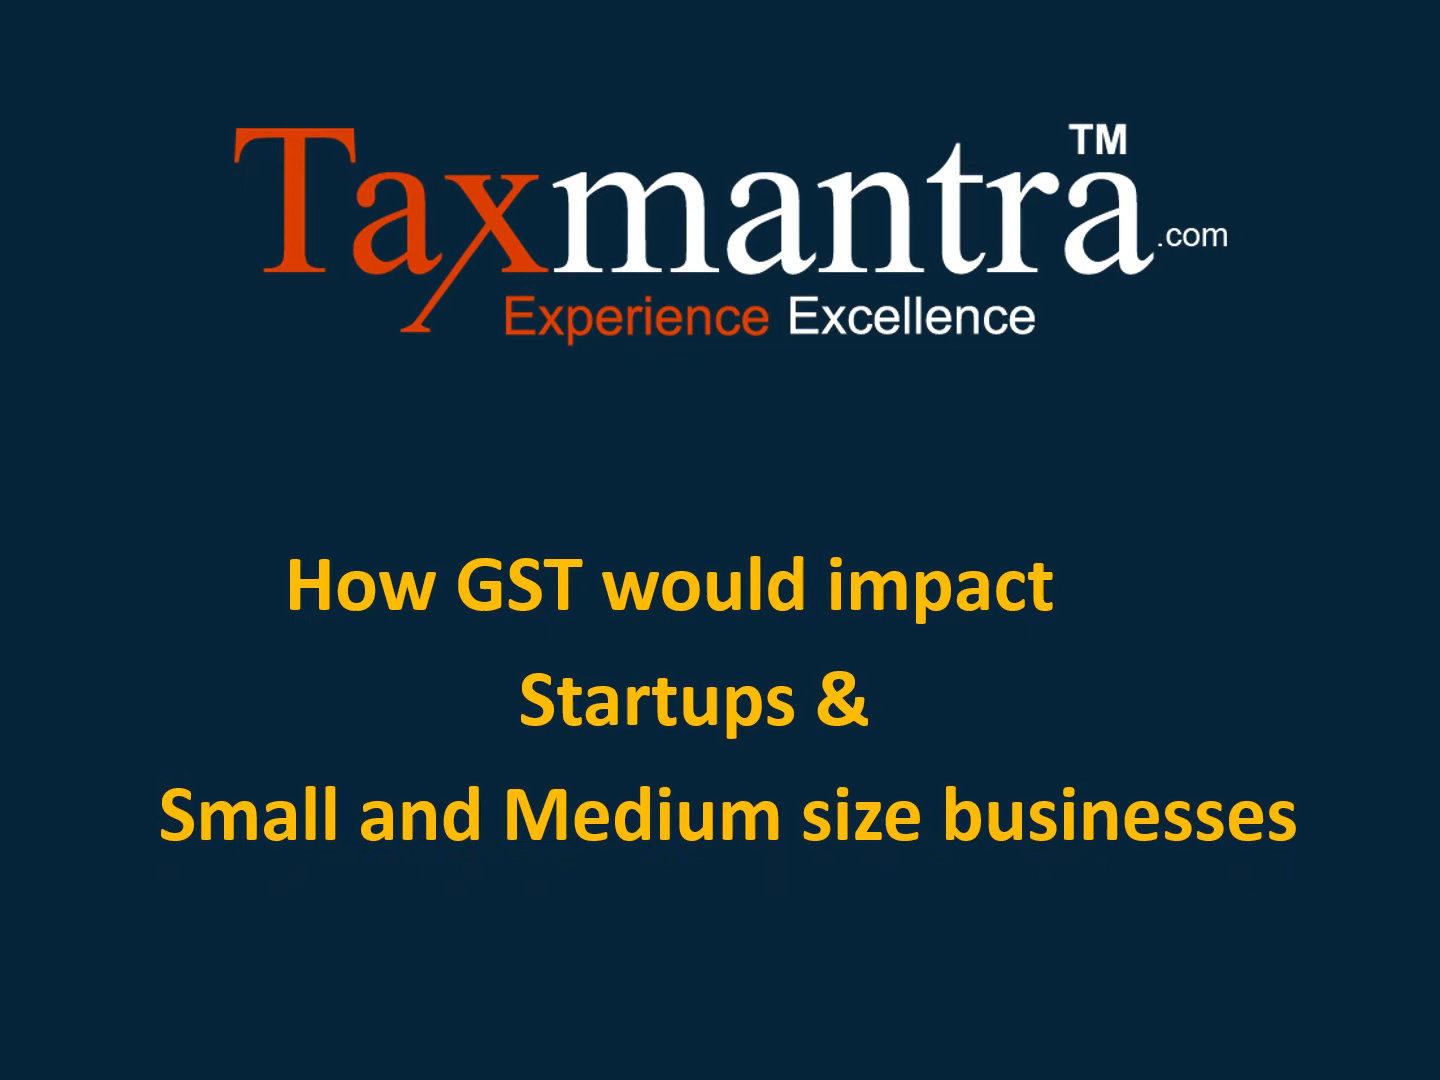 Taxmantra™
.com
Experience Excellence
How GST would impact
Startups &
Small and Medium size businesses